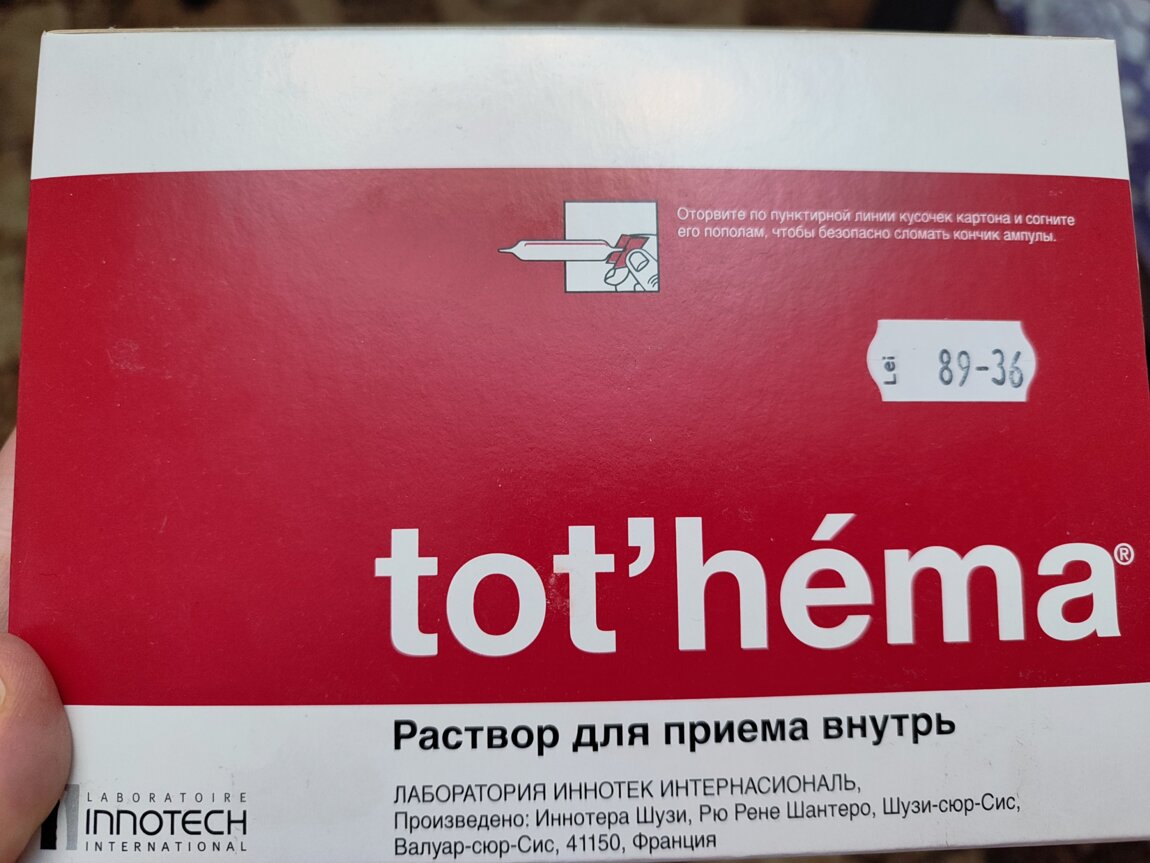 Оторвите по пунктирной линии кусочек картона и согните
его пополам, чтобы безопасно сломать кончик ампулы.
Lei 89-36
tot'héma®
Раствор для приема внутрь
ЛАБОРАТОРИЯ ИННОТЕК ИНТЕРНАСИОНАЛЬ,
Произведено: Иннотера Шузи, Рю Рене Шантеро, Шузи-сюр-Сис,
Валуар-сюр-Сис, 41150, Франция
LABORATOIRE
INNOTECH
INTERNATIONAL